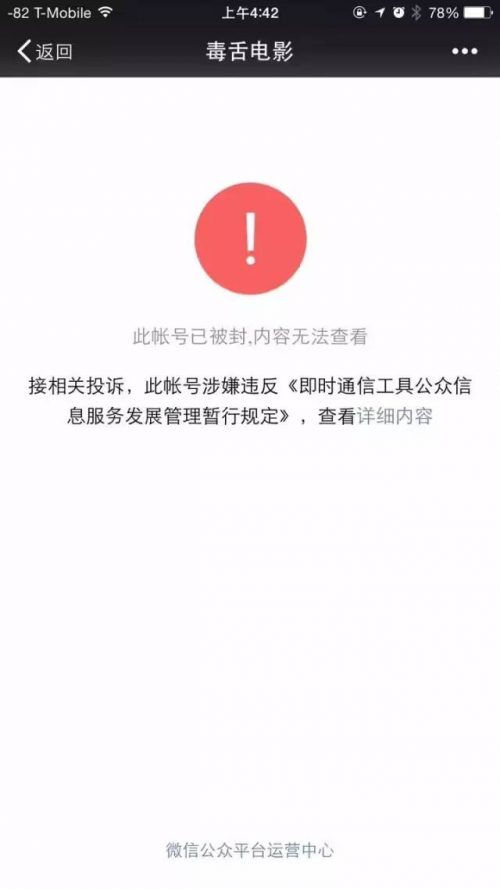 -82 T-Mobile 上午4:42 78%
返回 毒舌电影
此帐号已被封,内容无法查看
接相关投诉，此帐号涉嫌违反《即时通信工具公众信
息服务发展管理暂行规定》，查看详细内容
微信公众平台运营中心